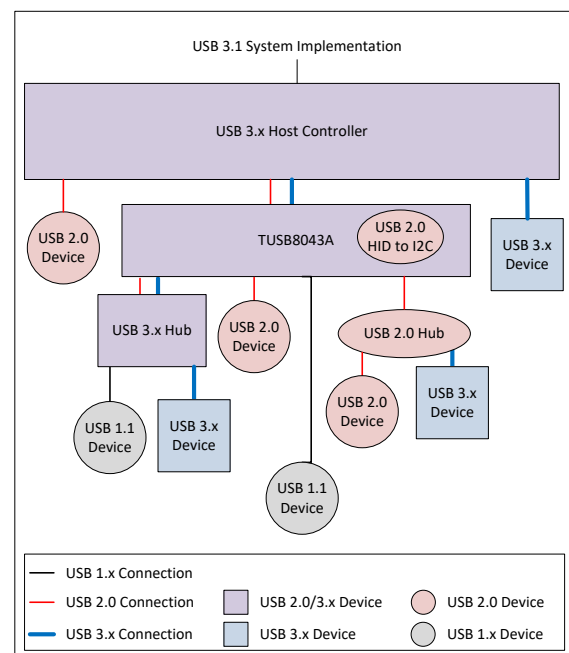 USB 3.1 System Implementation
USB 3.x Host Controller
USB 2.0
Device
TUSB8043A
USB 2.0
HID to I2C
USB 3.x
Device
USB 3.x Hub
USB 2.0
Device
USB 2.0 Hub
USB 1.1
Device
USB 3.x
Device
USB 2.0
Device
USB 3.x
Device
USB 1.1
Device
USB 1.x Connection
USB 2.0 Connection
USB 2.0/3.x Device
USB 2.0 Device
USB 3.x Connection
USB 3.x Device
USB 1.x Device